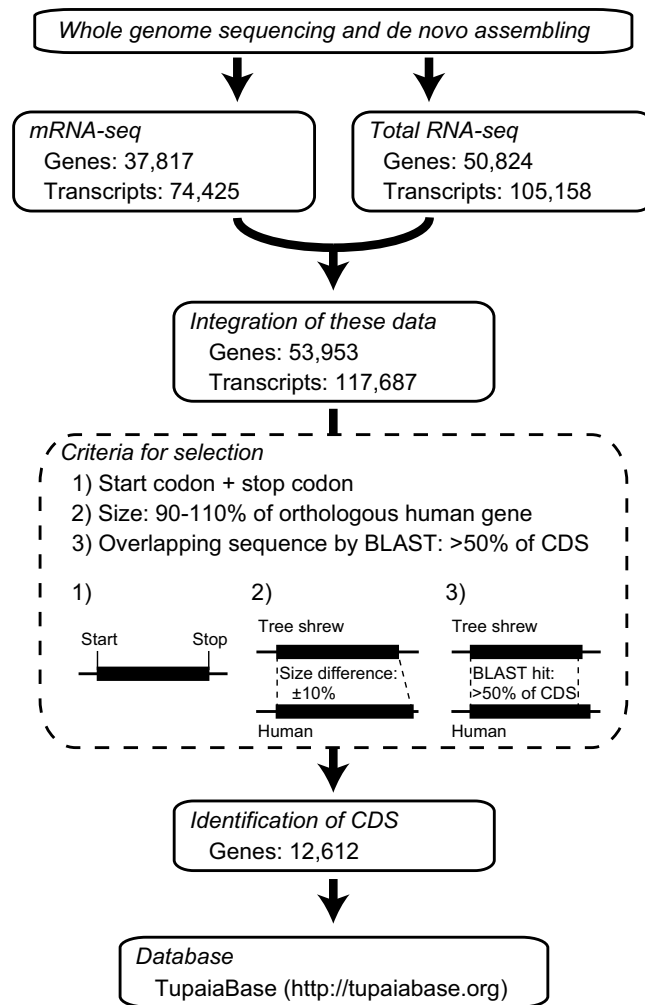 Whole genome sequencing and de novo assembling
mRNA-seq
Genes: 37,817
Transcripts: 74,425
Total RNA-seq
Genes: 50,824
Transcripts: 105,158
Integration of these data
Genes: 53,953
Transcripts: 117,687
Criteria for selection
1) Start codon + stop codon
2) Size: 90-110% of orthologous human gene
3) Overlapping sequence by BLAST: >50% of CDS
1)
Start
Stop
2)
Tree shrew
Size difference:
±10%
Human
3)
Tree shrew
BLAST hit:
>50% of CDS
Human
Identification of CDS
Genes: 12,612
Database
TupaiaBase (http://tupaiabase.org)